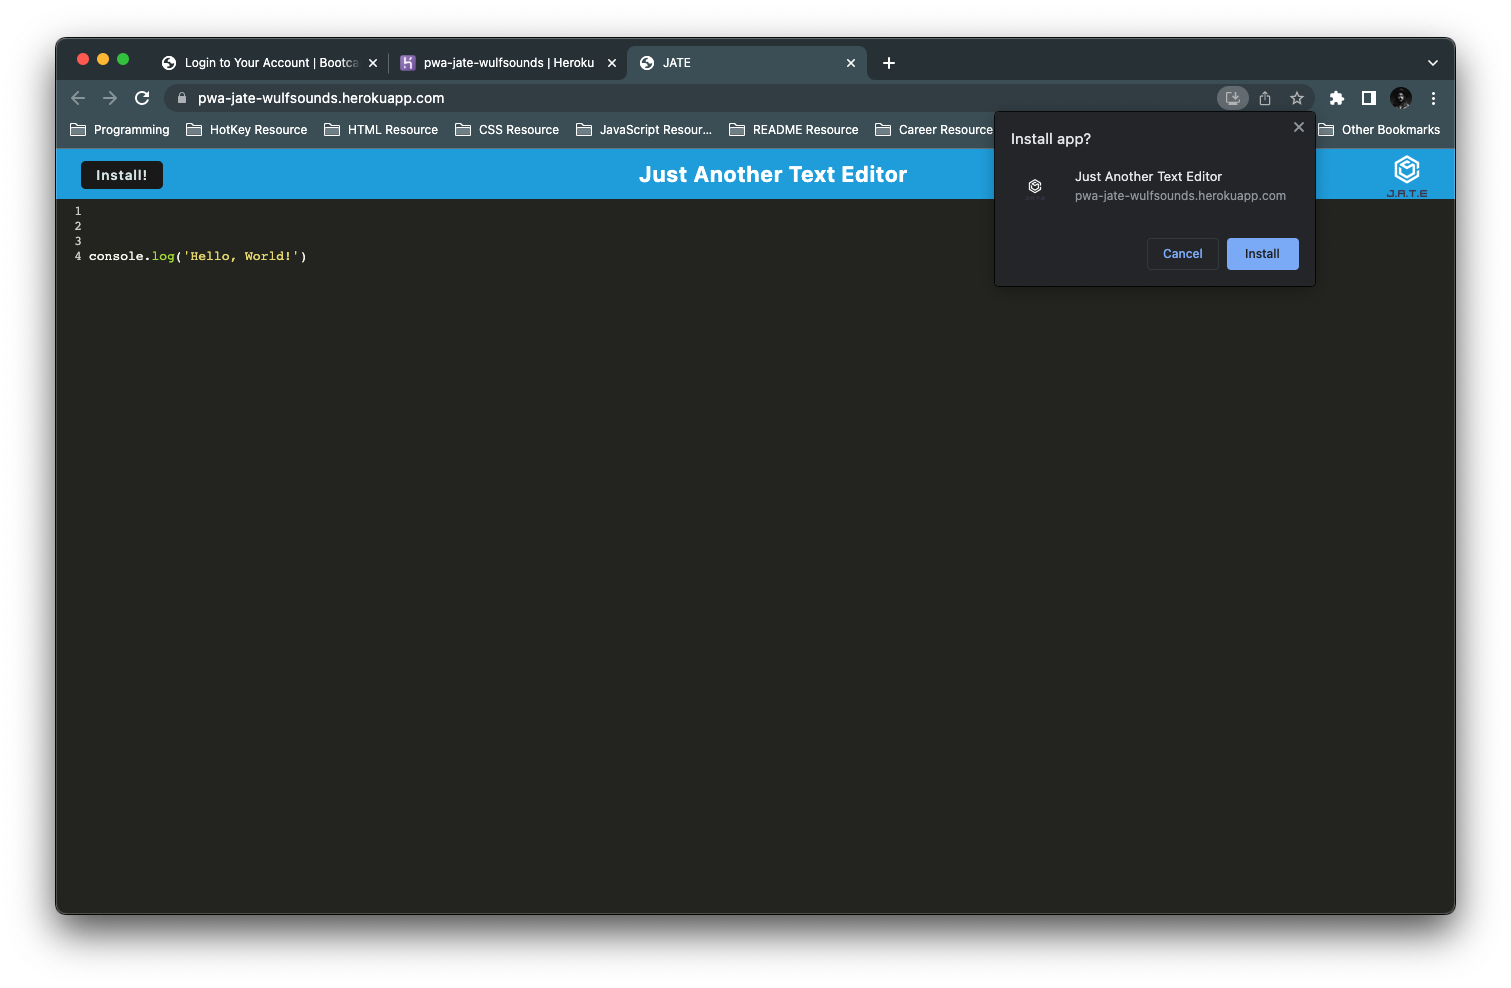 Login to Your Account | Bootca
pwa-jate-wulfsounds | Heroku
JATE
pwa-jate-wulfsounds.herokuapp.com
Programming
HotKey Resource
HTML Resource
CSS Resource
JavaScript Resour...
README Resource
Career Resource
Other Bookmarks
Install app?
Just Another Text Editor
pwa-jate-wulfsounds.herokuapp.com
Cancel
Install
Install!
Just Another Text Editor
J.A.T.E
1
2
3
4 console.log('Hello, World!')